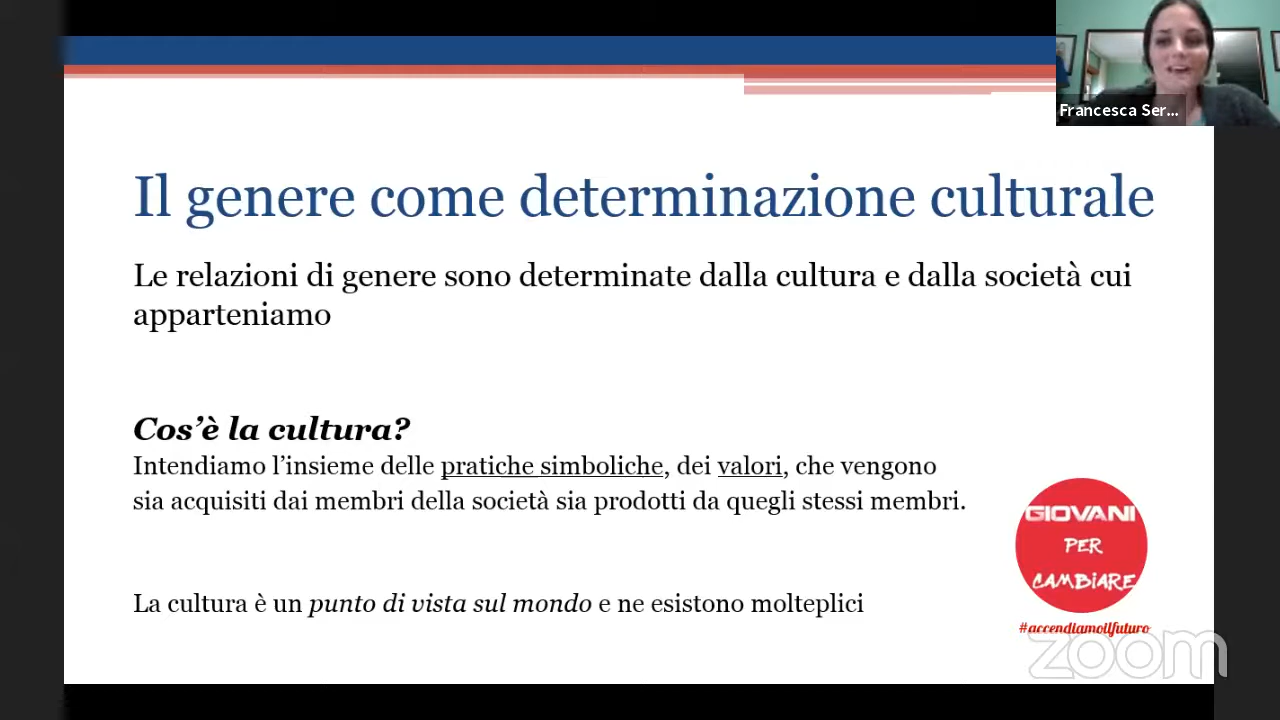 Francesca Ser...
Il genere come determinazione culturale
Le relazioni di genere sono determinate dalla cultura e dalla società cui
apparteniamo
Cos’è la cultura?
Intendiamo l’insieme delle pratiche simboliche, dei valori, che vengono
sia acquisiti dai membri della società sia prodotti da quegli stessi membri.
GIOVANI
PER
CAMBIARE
La cultura è un punto di vista sul mondo e ne esistono molteplici
#accendiamoilfuturo
zoom